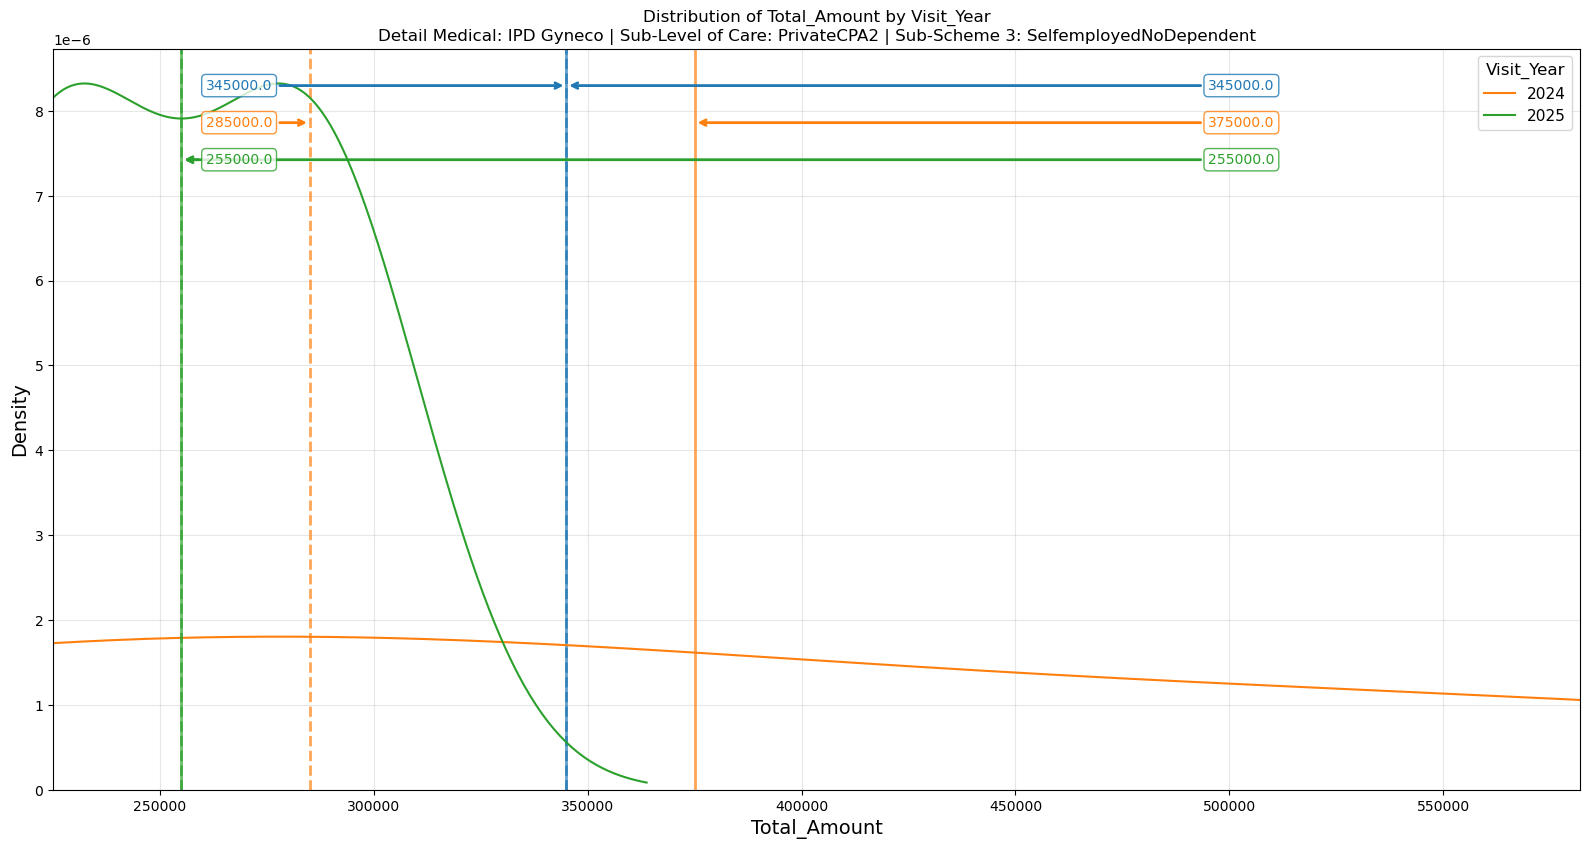 Distribution of Total_Amount by Visit_Year
Detail Medical: IPD Gyneco | Sub-Level of Care: PrivateCPA2 | Sub-Scheme 3: SelfemployedNoDependent
1e−6
345000.0
345000.0
285000.0
375000.0
255000.0
255000.0
Visit_Year
2024
2025
8
7
6
5
4
3
2
1
0
Density
250000 300000 350000 400000 450000 500000 550000
Total_Amount